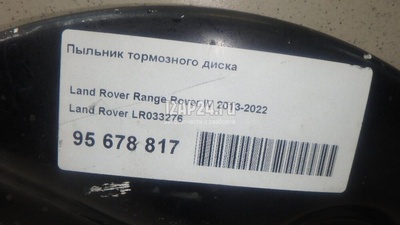 Пыльник тормозного диска
Land Rover Range Rover IV 2013-2022
Land Rover LR033276
95 678 817